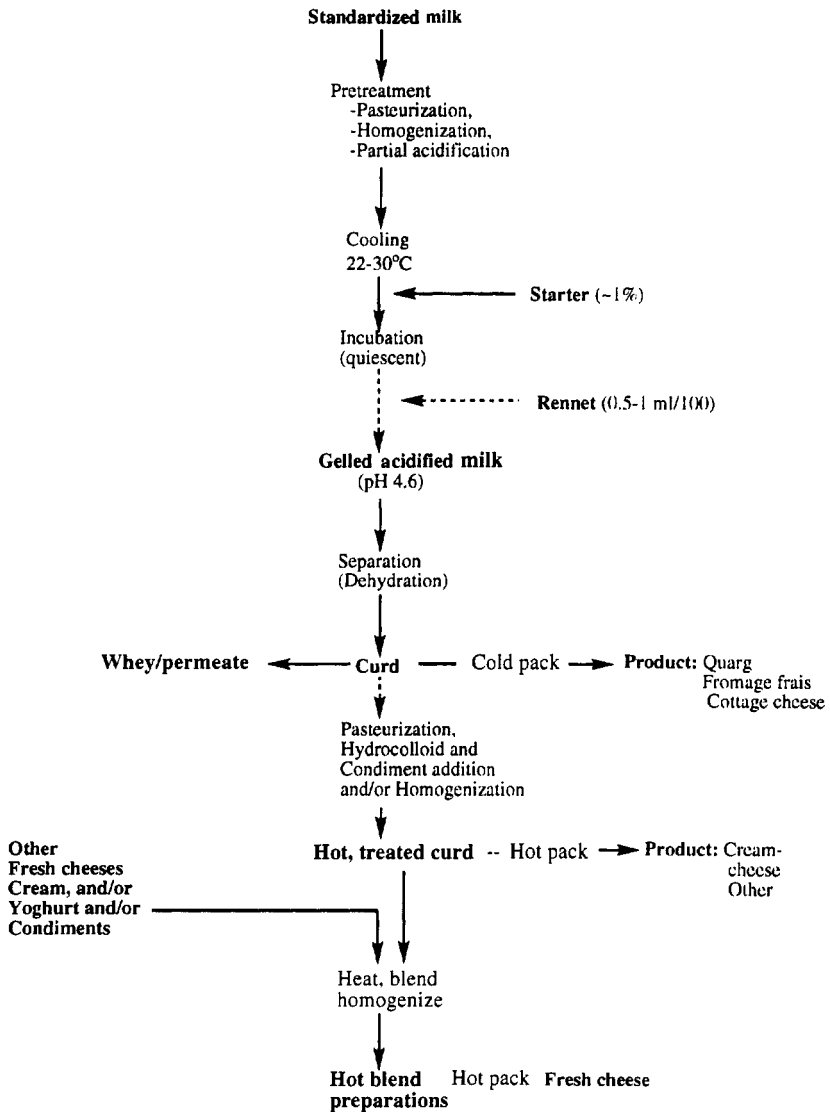 Standardized milk
Pretreatment
-Pasteurization,
-Homogenization,
-Partial acidification
Cooling
22-30°C
Starter (~1%)
Incubation
(quiescent)
Rennet (0.5-1 ml/100)
Gelled acidified milk
(pH 4.6)
Separation
(Dehydration)
Whey/permeate
Curd
Cold pack
Product: Quarg
Fromage frais
Cottage cheese
Pasteurization,
Hydrocolloid and
Condiment addition
and/or Homogenization
Other
Fresh cheeses
Cream, and/or
Yoghurt and/or
Condiments
Hot, treated curd -- Hot pack
Product: Cream-
cheese
Other
Heat, blend
homogenize
Hot blend
preparations
Hot pack Fresh cheese